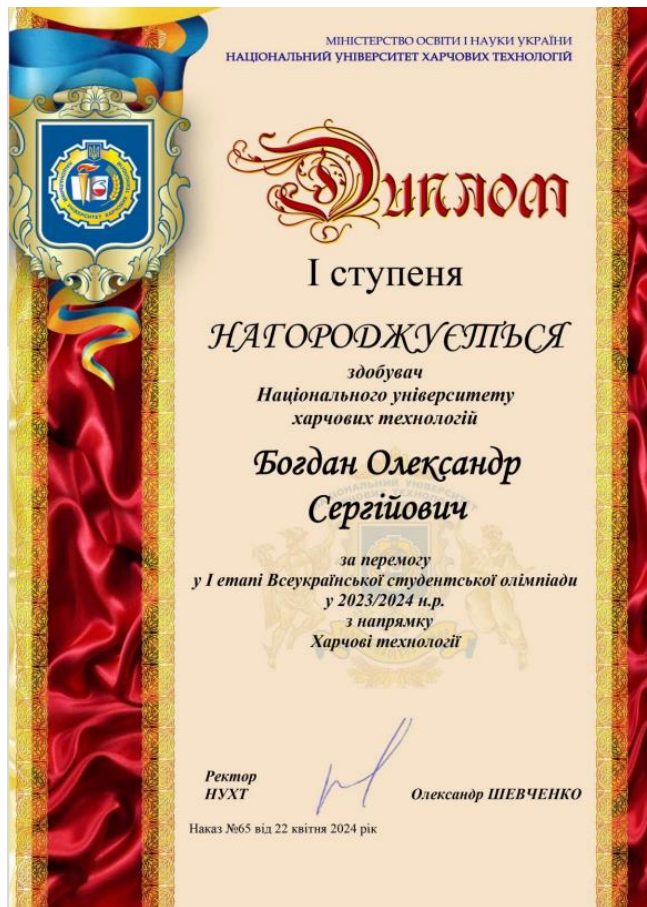 МІНІСТЕРСТВО ОСВІТИ І НАУКИ УКРАЇНИ
НАЦІОНАЛЬНИЙ УНІВЕРСИТЕТ ХАРЧОВИХ ТЕХНОЛОГІЙ
Диплом
І ступеня
НАГОРОДЖУЄТЬСЯ
здобувач
Національного університету
харчових технологій
Богдан Олександр
Сергійович
за перемогу
у І етапі Всеукраїнської студентської олімпіади
у 2023/2024 н.р.
з напрямку
Харчові технології
Ректор
НУХТ
Олександр ШЕВЧЕНКО
Наказ №65 від 22 квітня 2024 рік